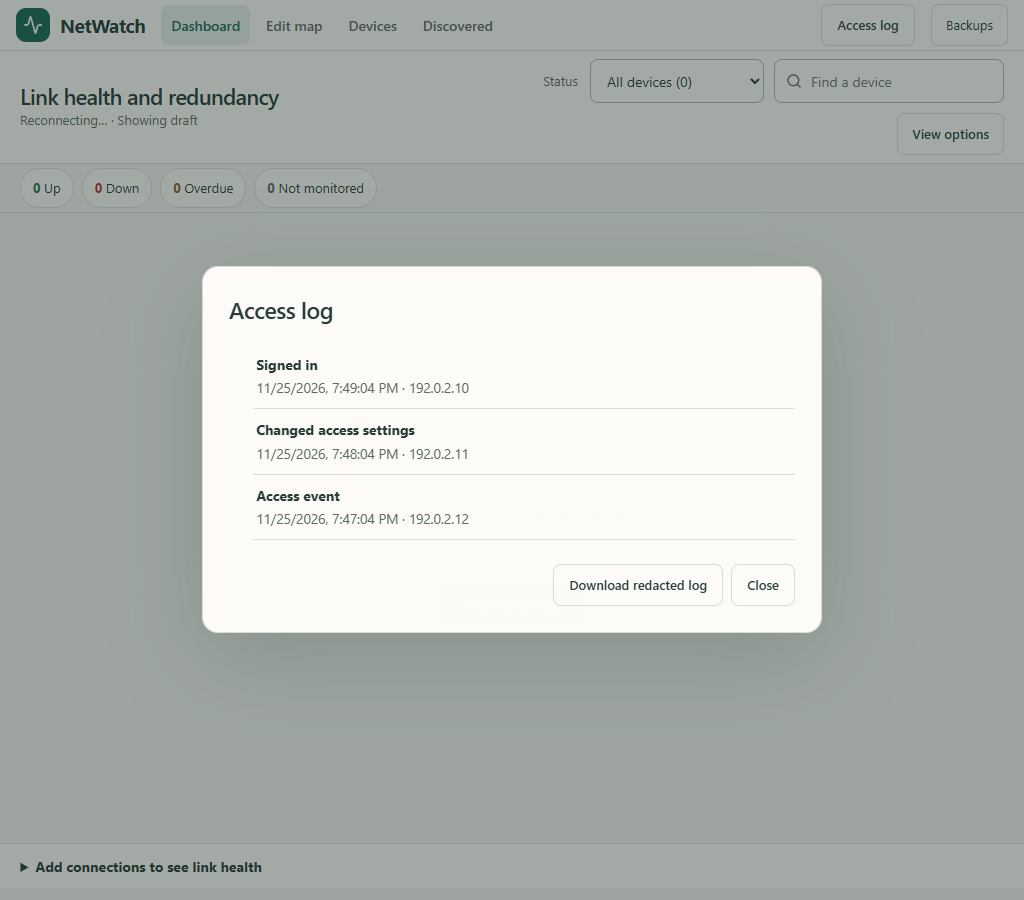 NetWatch
Dashboard
Edit map
Devices
Discovered
Access log
Backups
Link health and redundancy
Reconnecting... · Showing draft
Status
All devices (0)
Find a device
View options
0 Up
0 Down
0 Overdue
0 Not monitored
Access log
Signed in
11/25/2026, 7:49:04 PM · 192.0.2.10
Changed access settings
11/25/2026, 7:48:04 PM · 192.0.2.11
Access event
11/25/2026, 7:47:04 PM · 192.0.2.12
Download redacted log
Close
Add connections to see link health